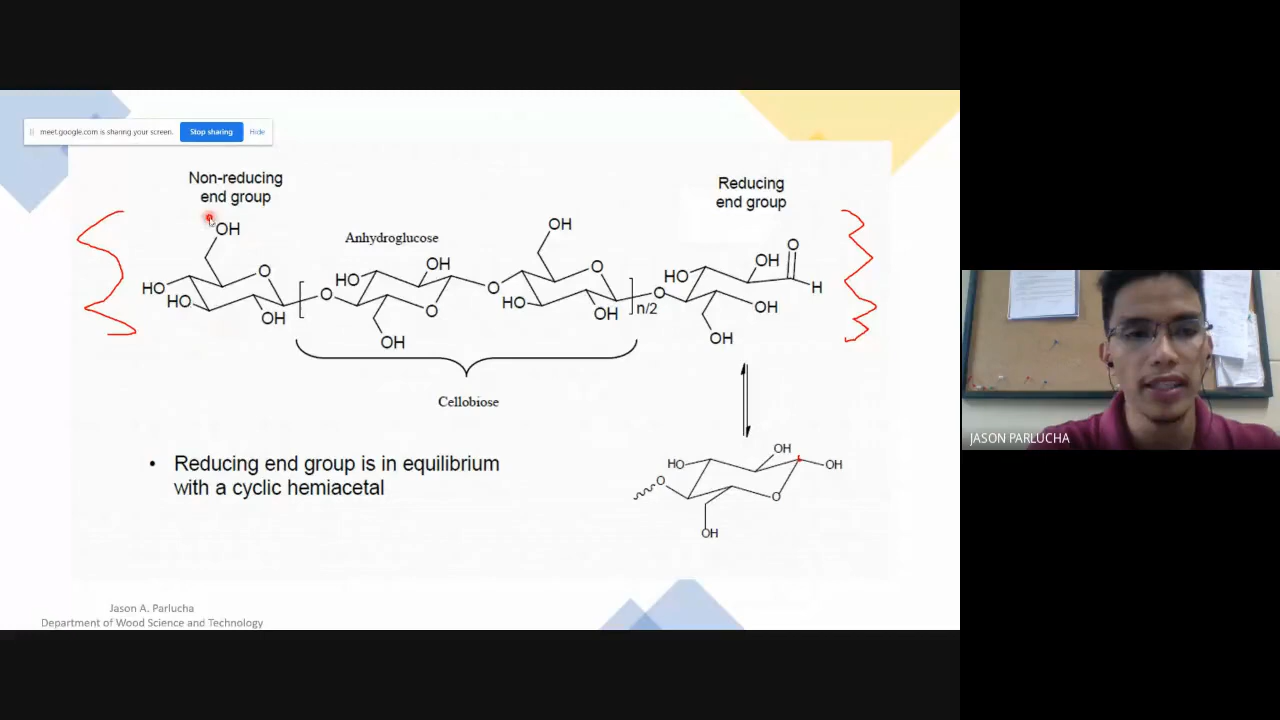 meet.google.com is sharing your screen.
Stop sharing
Hide
Non-reducing
end group
Reducing
end group
OH
Anhydroglucose
OH
O
HO
O
HO
OH
O
HO
OH
O
HO
O
HO
OH
O
O
HO
OH
n/2
O
OH
H
OH
OH
OH
Cellobiose
• Reducing end group is in equilibrium
with a cyclic hemiacetal
HO
OH
OH
O
O
OH
Jason A. Parlucha
Department of Wood Science and Technology
JASON PARLUCHA